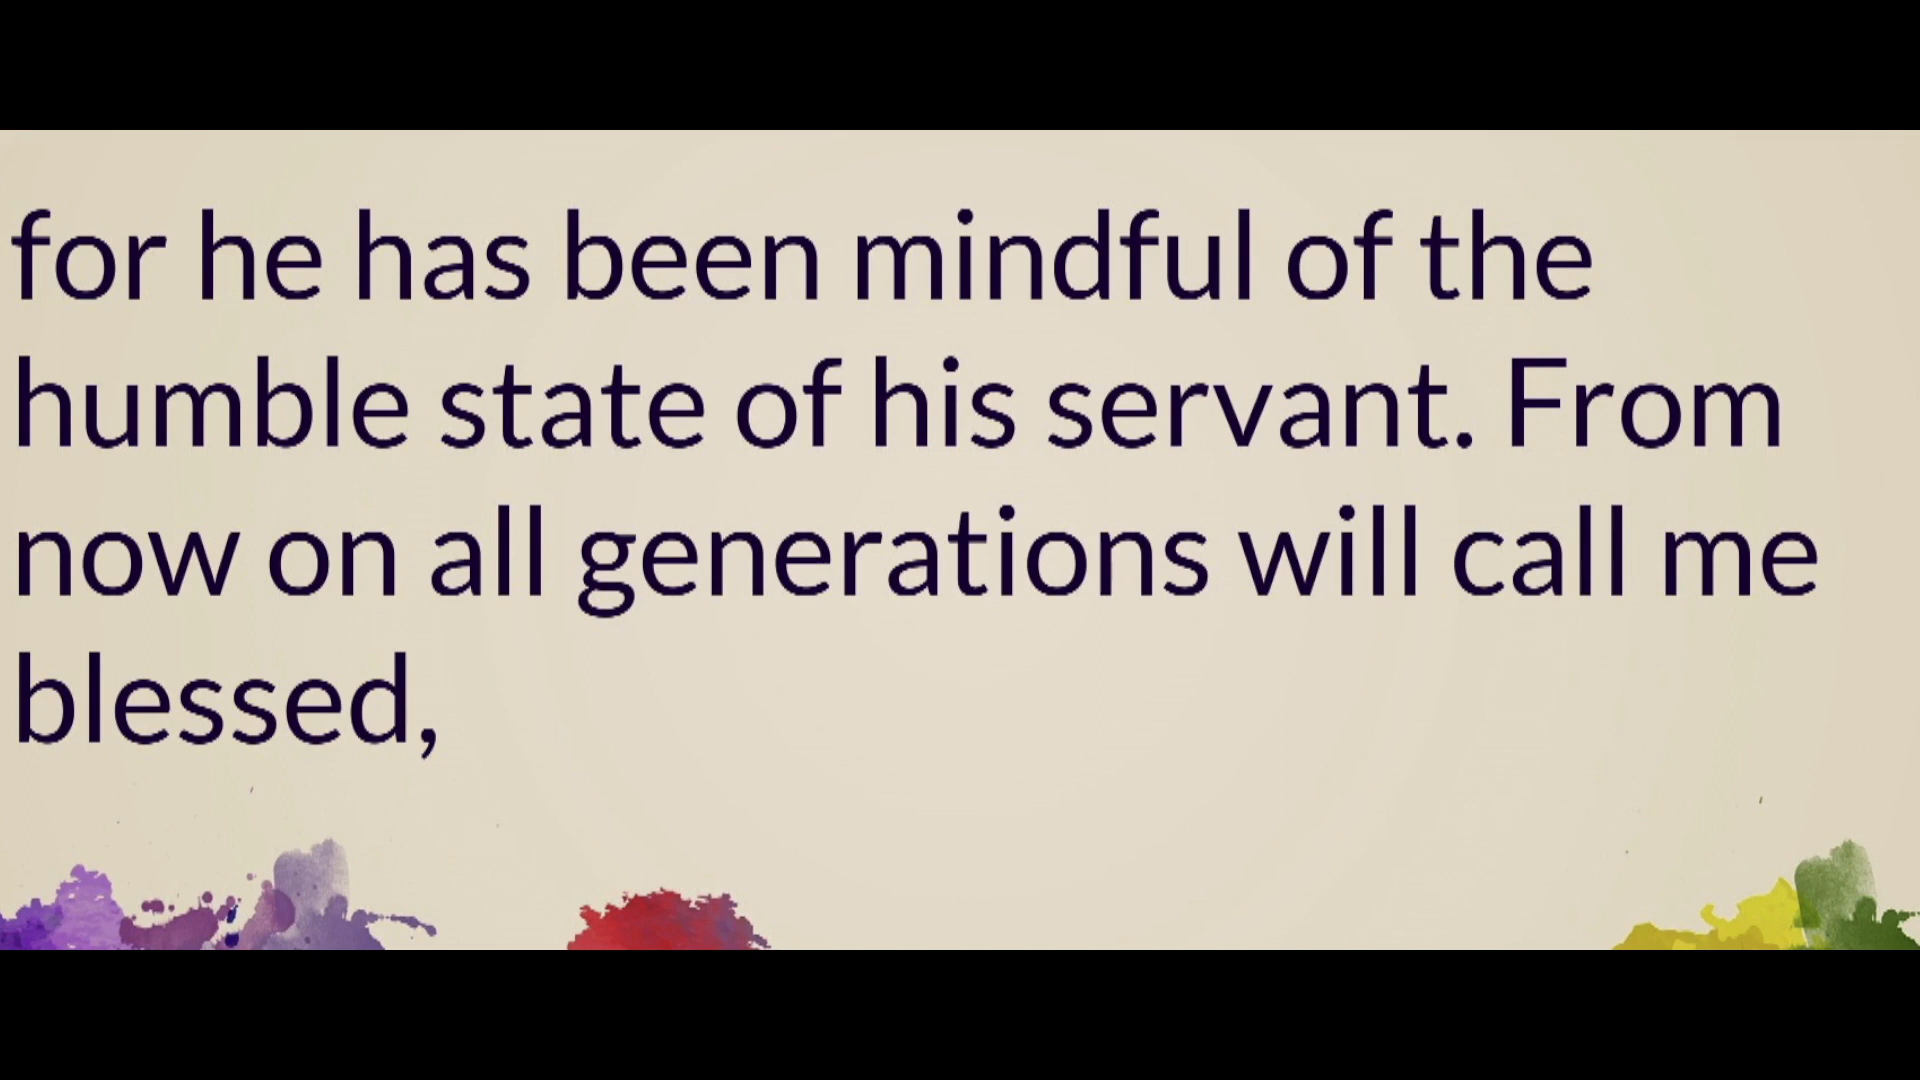 for he has been mindful of the
humble state of his servant. From
now on all generations will call me
blessed,